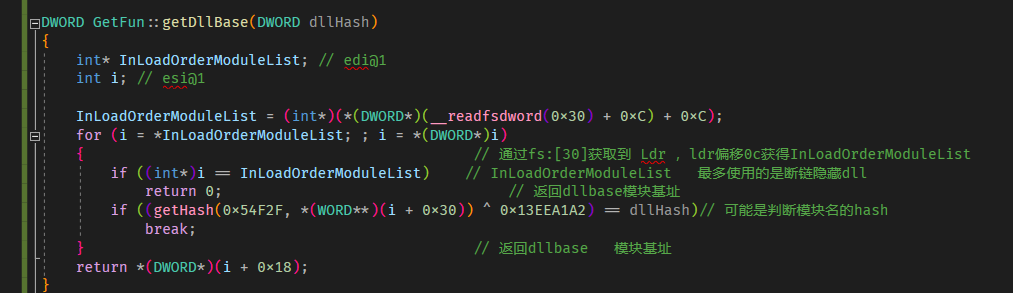 DWORD GetFun::getDllBase(DWORD dllHash)
{
int* InLoadOrderModuleList; // edi@1
int i; // esi@1
InLoadOrderModuleList = (int*)(*(DWORD*)(__readfsdword(0x30) + 0xC) + 0xC);
for (i = *InLoadOrderModuleList; ; i = *(DWORD*)i)
{ // 通过fs:[30]获取到 Ldr ，ldr偏移0c获得InLoadOrderModuleList
if ((int*)i == InLoadOrderModuleList) // InLoadOrderModuleList 最多使用的是断链隐藏dll
return 0; // 返回dllbase模块基址
if ((getHash(0x54F2F, *(WORD**)(i + 0x30)) ^ 0x13EEA1A2) == dllHash)// 可能是判断模块名的hash
break;
} // 返回dllbase 模块基址
return *(DWORD*)(i + 0x18);
}